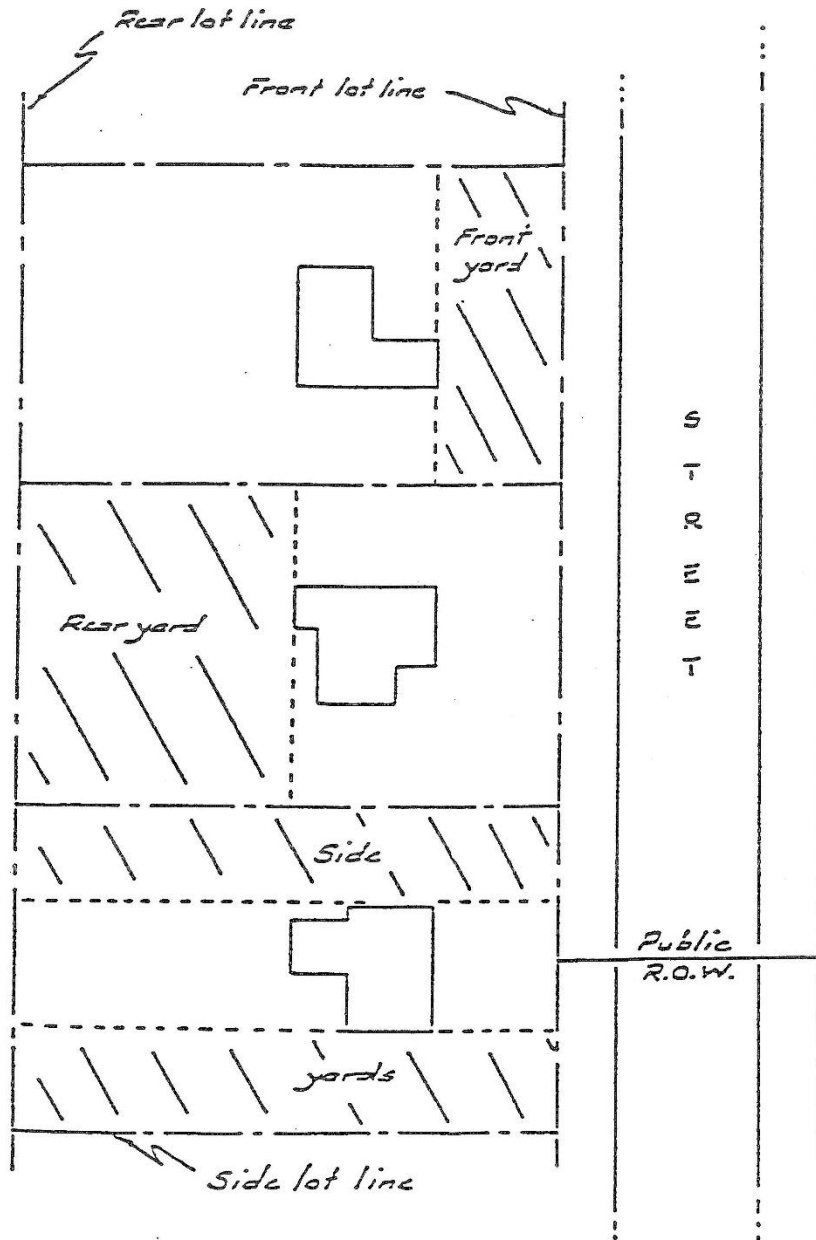 Rear lot line
Front lot line
Front
yard
S
T
R
E
E
T
Rear yard
Side
Public
R.O.W.
yards
Side lot line